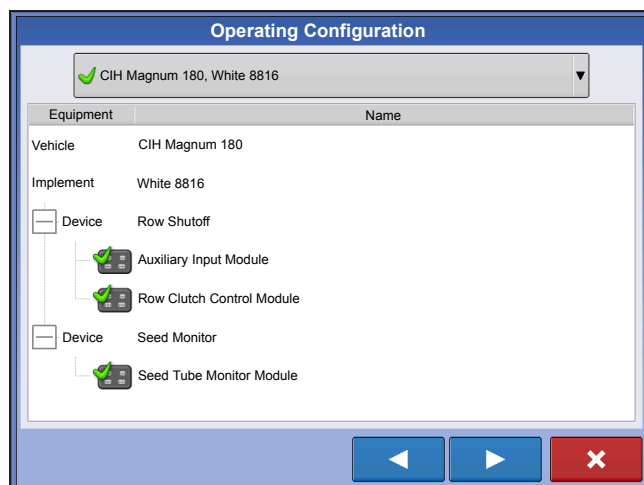 Operating Configuration
CIH Magnum 180, White 8816
Equipment Name
Vehicle CIH Magnum 180
Implement White 8816
Device Row Shutoff
Auxiliary Input Module
Row Clutch Control Module
Device Seed Monitor
Seed Tube Monitor Module